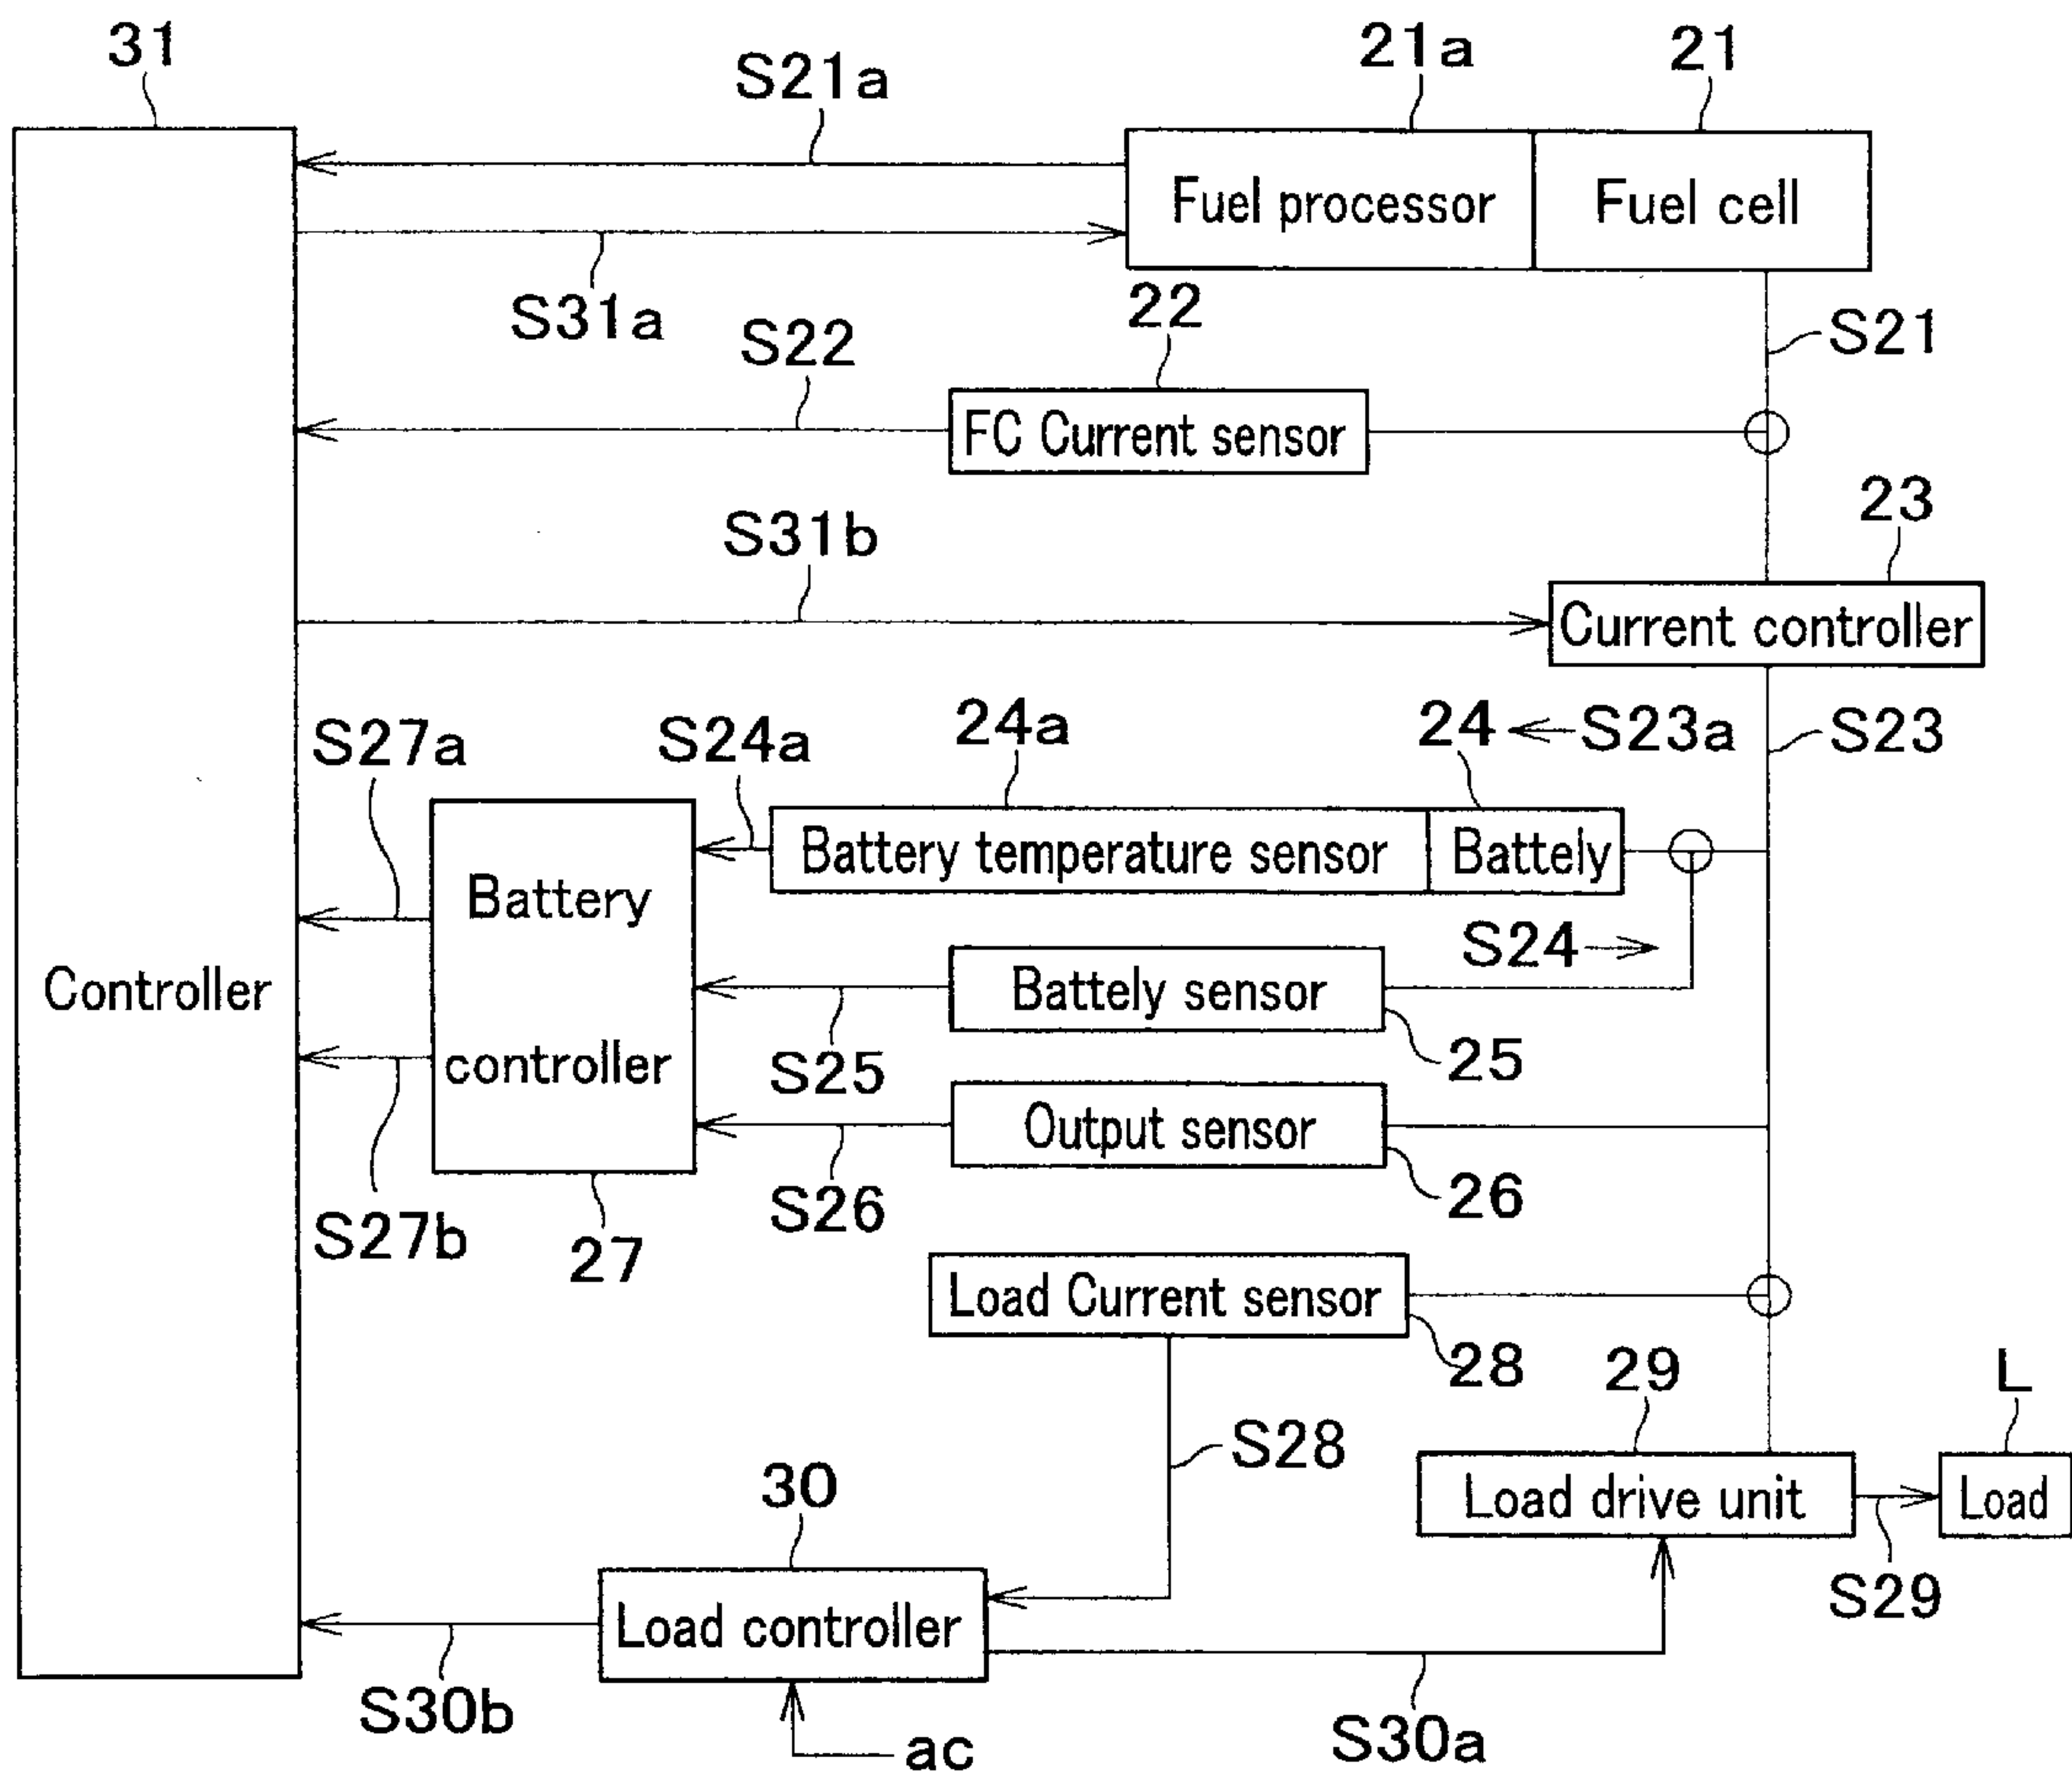 31
S21a
21a
21
Fuel processor
Fuel cell
S31a
S22
22
S21
FC Current sensor
S31b
23
Current controller
S27a
S24a
24a
24
S23a
S23
Battery temperature sensor
Battely
Battery
controller
S24
Controller
Battely sensor
S25
25
Output sensor
S26
26
S27b
27
Load Current sensor
28
29
L
S28
30
Load drive unit
Load
S29
Load controller
S30b
ac
S30a